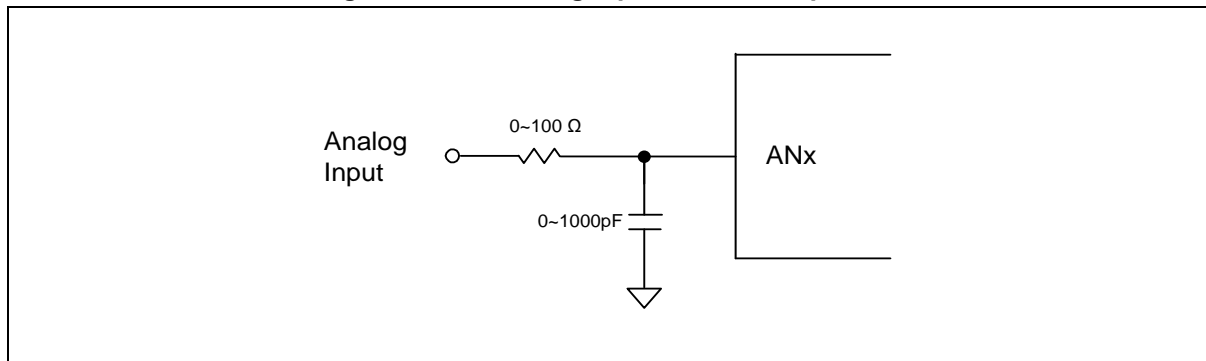 Analog
Input
0~100 Ω
0~1000pF
ANx